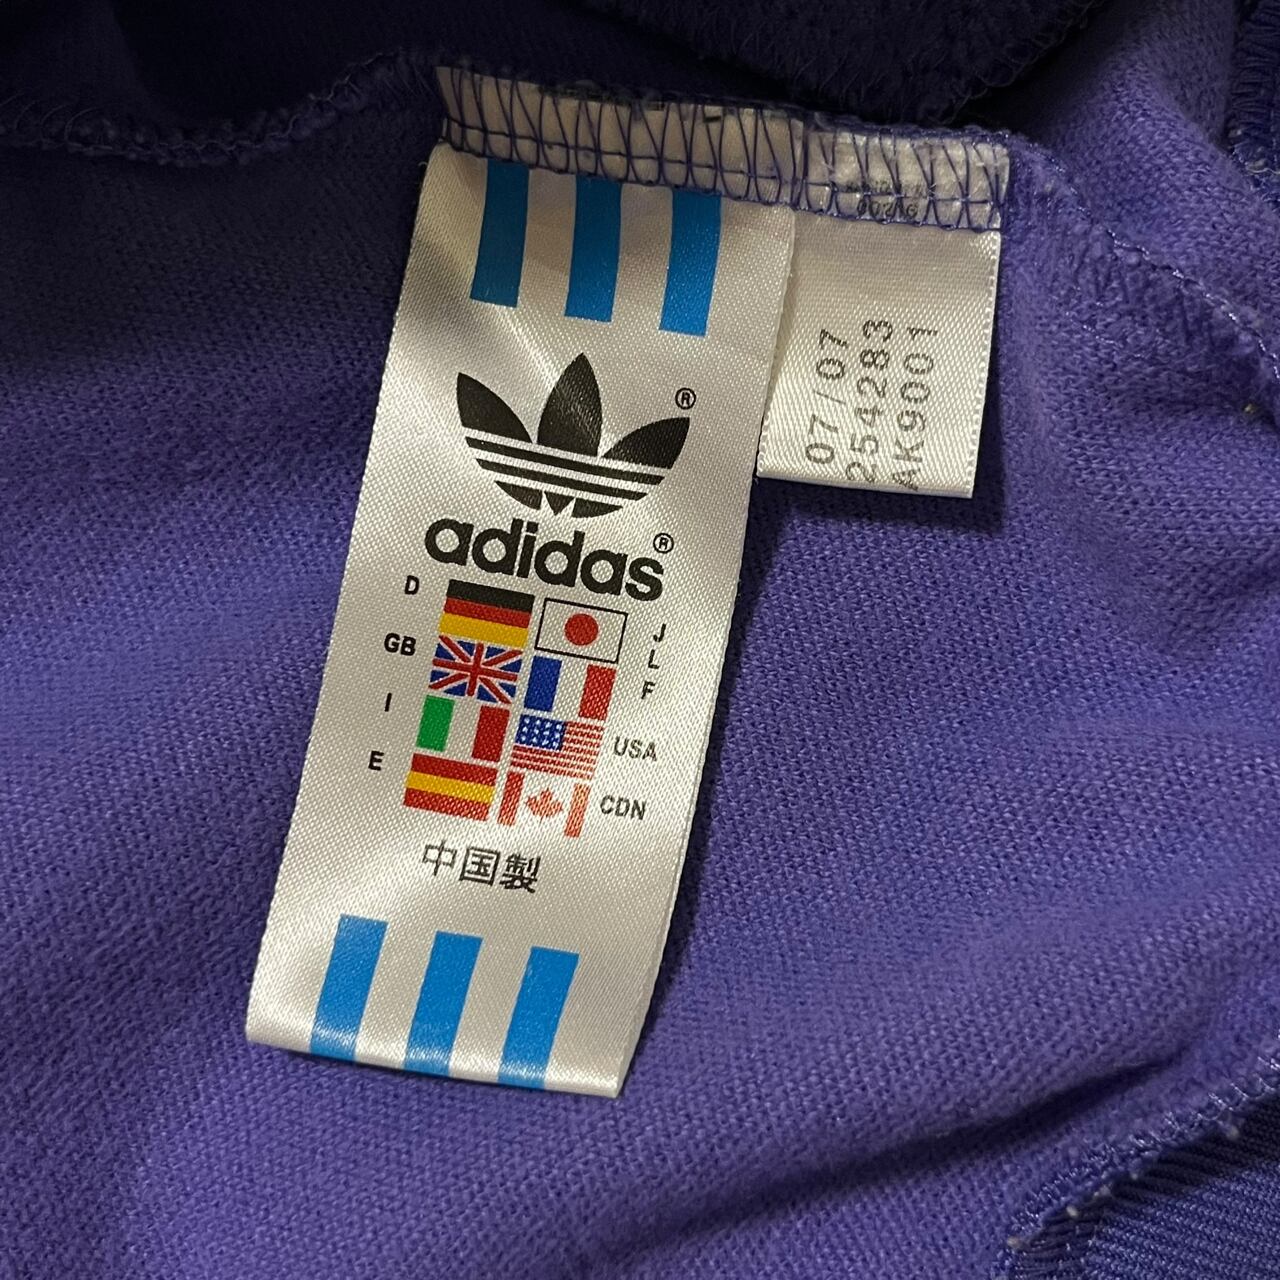 ®
adidas®
D
J
L
GB
F
I
USA
E
CDN
中国製
07/07
254283
AK9001